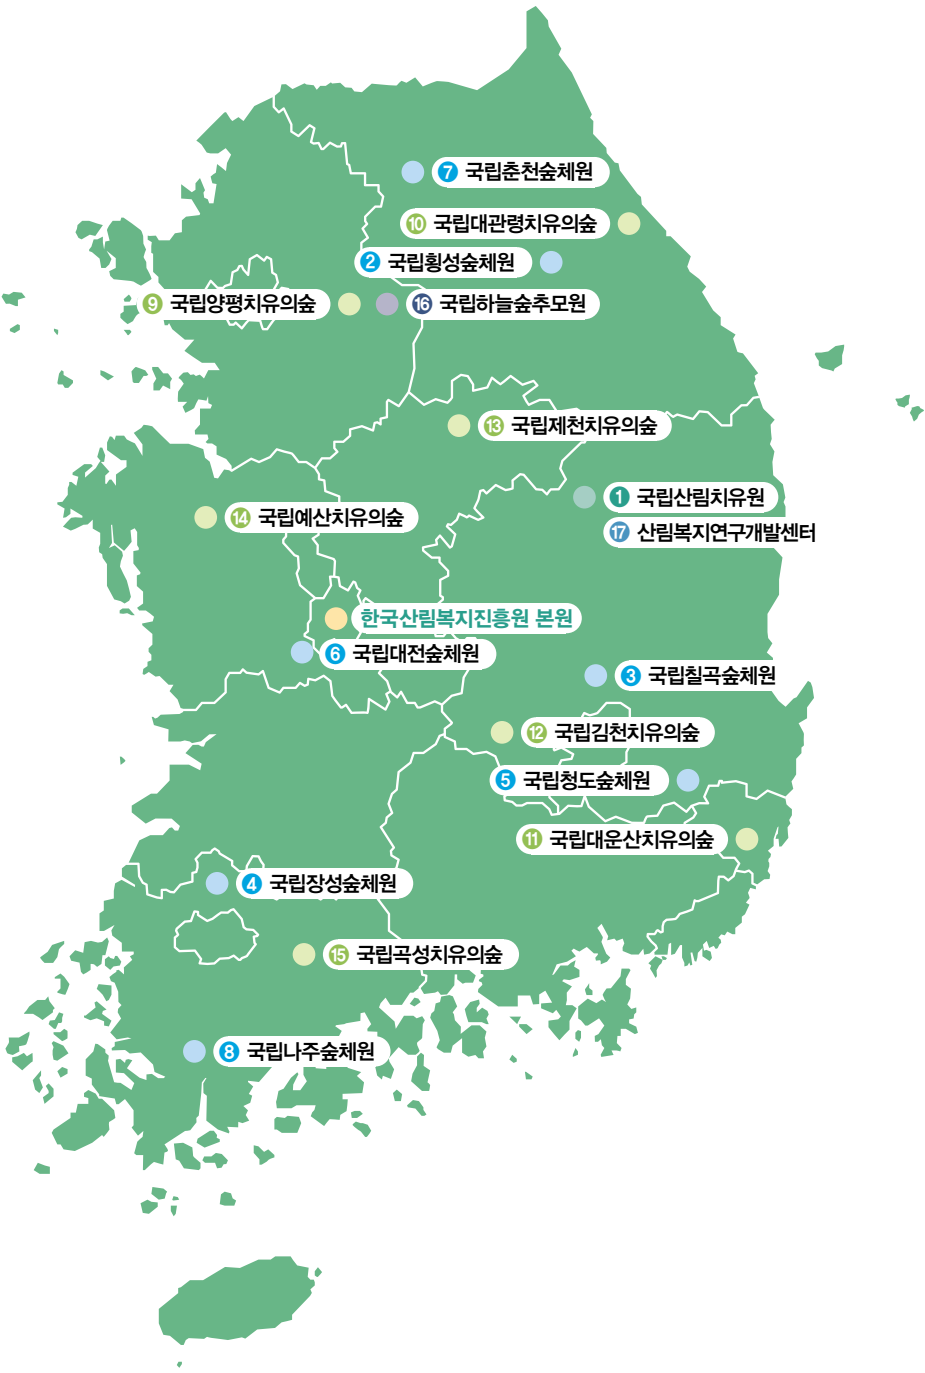 7 국립춘천숲체원
10 국립대관령치유의숲
2 국립횡성숲체원
9 국립양평치유의숲
16 국립하늘숲추모원
13 국립제천치유의숲
1 국립산림치유원
14 국립예산치유의숲
17 산림복지연구개발센터
한국산림복지진흥원 본원
6 국립대전숲체원
3 국립칠곡숲체원
12 국립김천치유의숲
5 국립청도숲체원
11 국립대운산치유의숲
4 국립장성숲체원
15 국립곡성치유의숲
8 국립나주숲체원